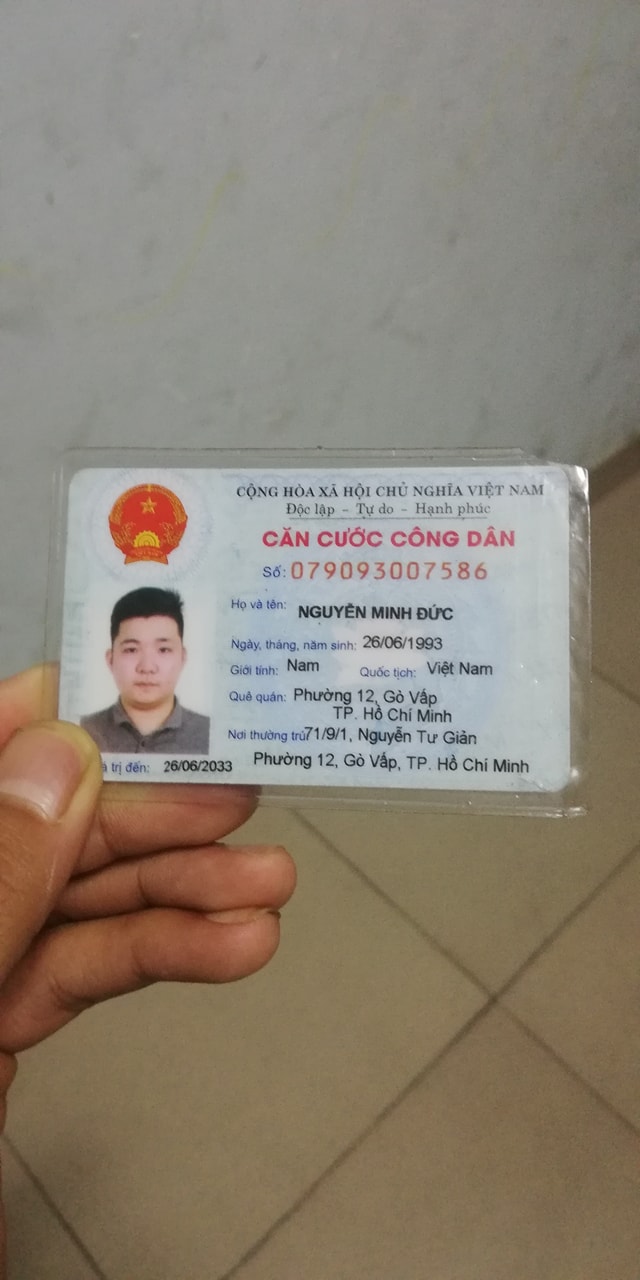 CỘNG HÒA XÃ HỘI CHỦ NGHĨA VIỆT NAM
Độc lập – Tự do – Hạnh phúc
CĂN CƯỚC CÔNG DÂN
Số: 079093007586
Họ và tên: NGUYỄN MINH ĐỨC
Ngày, tháng, năm sinh: 26/06/1993
Giới tính: Nam Quốc tịch: Việt Nam
Quê quán: Phường 12, Gò Vấp
TP. Hồ Chí Minh
Nơi thường trú: 71/9/1, Nguyễn Tư Giản
Phường 12, Gò Vấp, TP. Hồ Chí Minh
trị đến: 26/06/2033